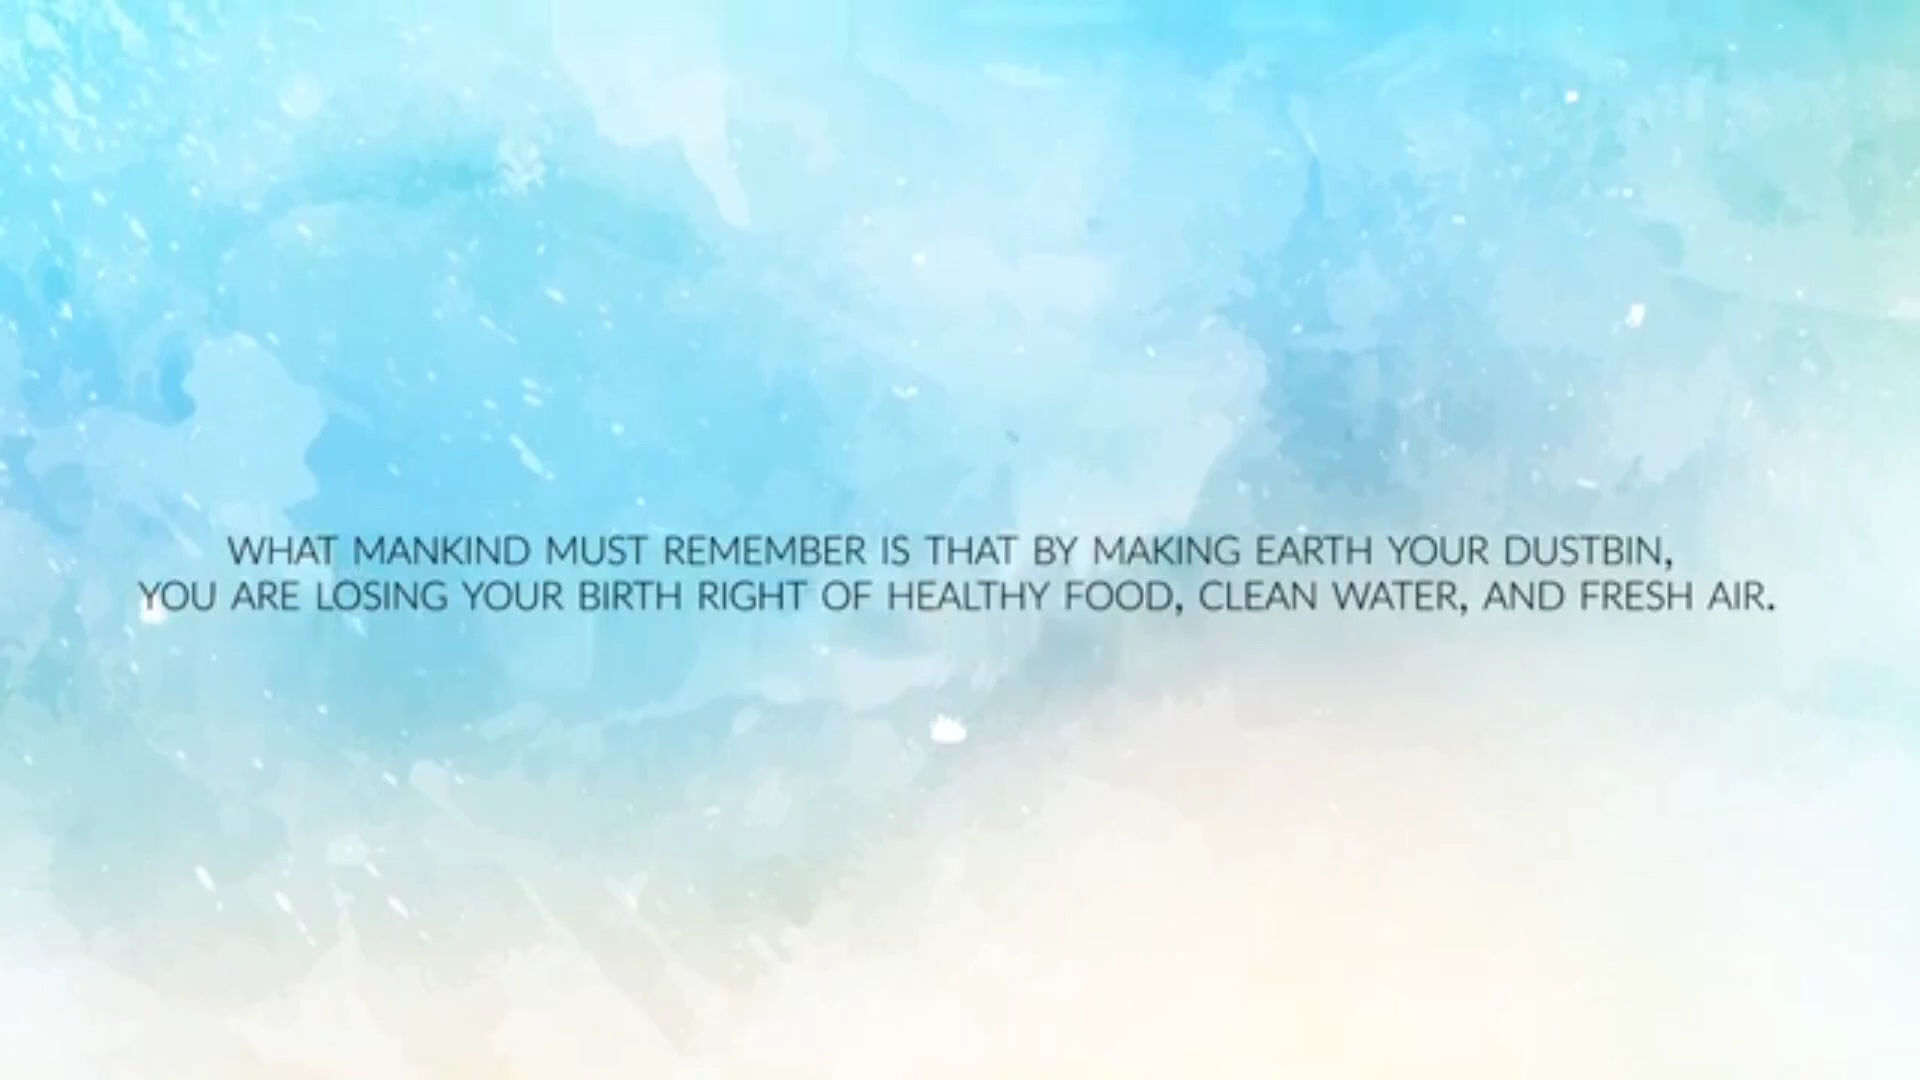 WHAT MANKIND MUST REMEMBER IS THAT BY MAKING EARTH YOUR DUSTBIN,
YOU ARE LOSING YOUR BIRTH RIGHT OF HEALTHY FOOD, CLEAN WATER, AND FRESH AIR.